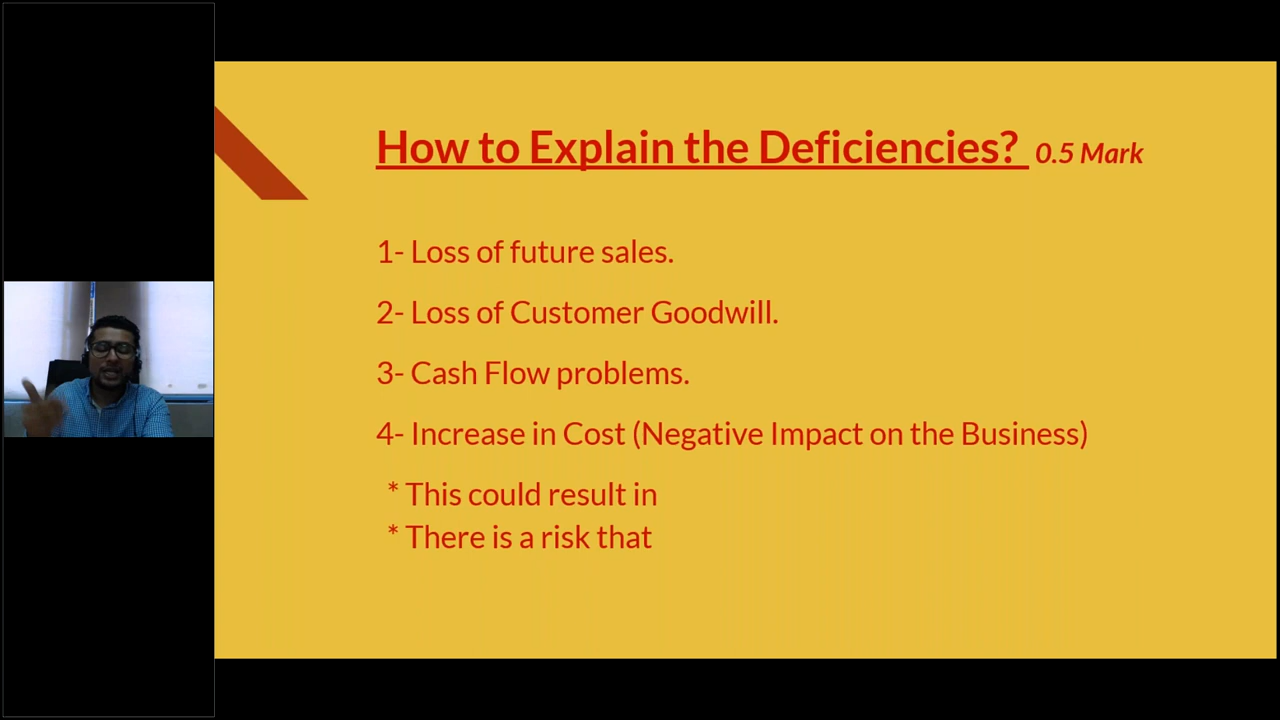 How to Explain the Deficiencies? 0.5 Mark
1- Loss of future sales.
2- Loss of Customer Goodwill.
3- Cash Flow problems.
4- Increase in Cost (Negative Impact on the Business)
* This could result in
* There is a risk that